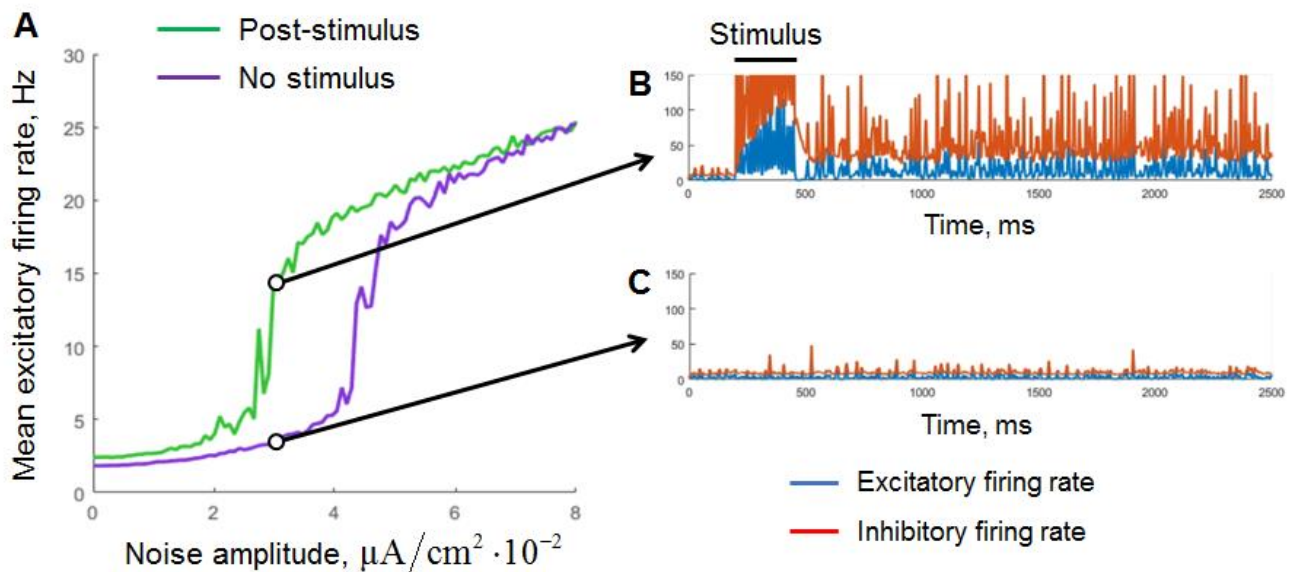 A
Post-stimulus
No stimulus
Mean excitatory firing rate, Hz
30
25
20
15
10
5
0
0 2 4 6 8
Noise amplitude, μA/cm² ·10⁻²
Stimulus
B
150
100
50
0
0 500 1000 1500 2000 2500
Time, ms
C
150
100
50
0
0 500 1000 1500 2000 2500
Time, ms
Excitatory firing rate
Inhibitory firing rate